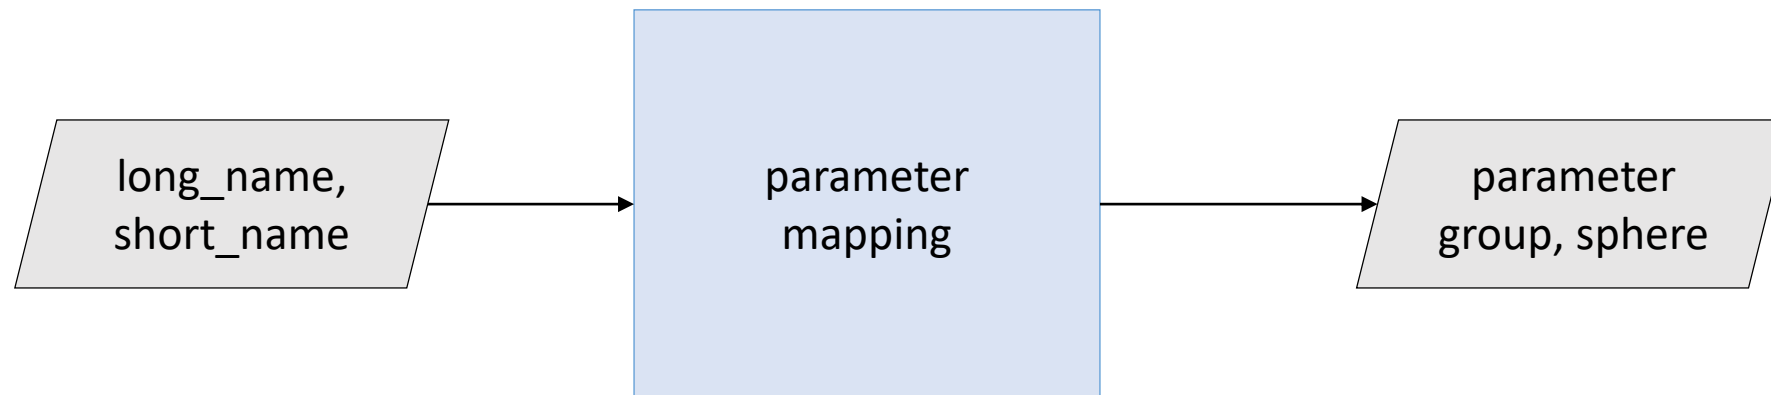 long_name,
short_name
parameter
mapping
parameter
group, sphere